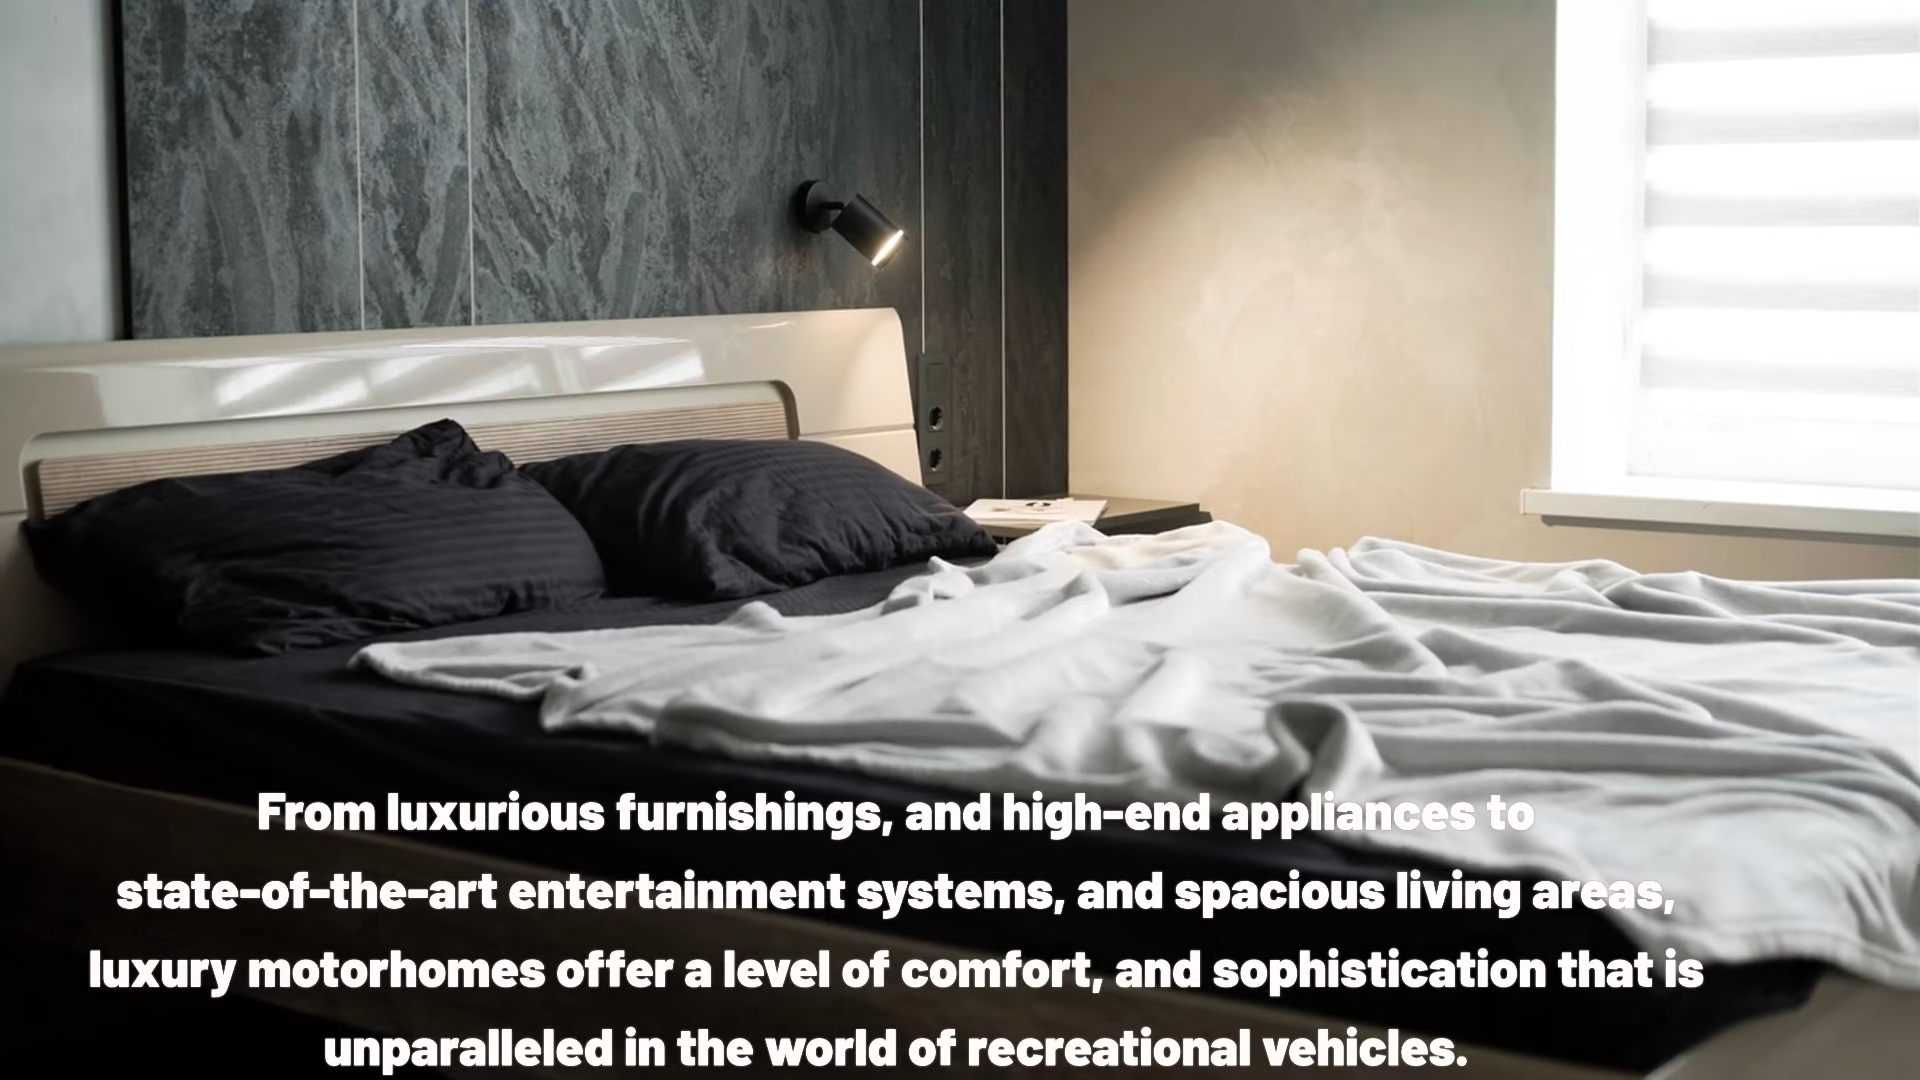 From luxurious furnishings, and high-end appliances to
state-of-the-art entertainment systems, and spacious living areas,
luxury motorhomes offer a level of comfort, and sophistication that is
unparalleled in the world of recreational vehicles.